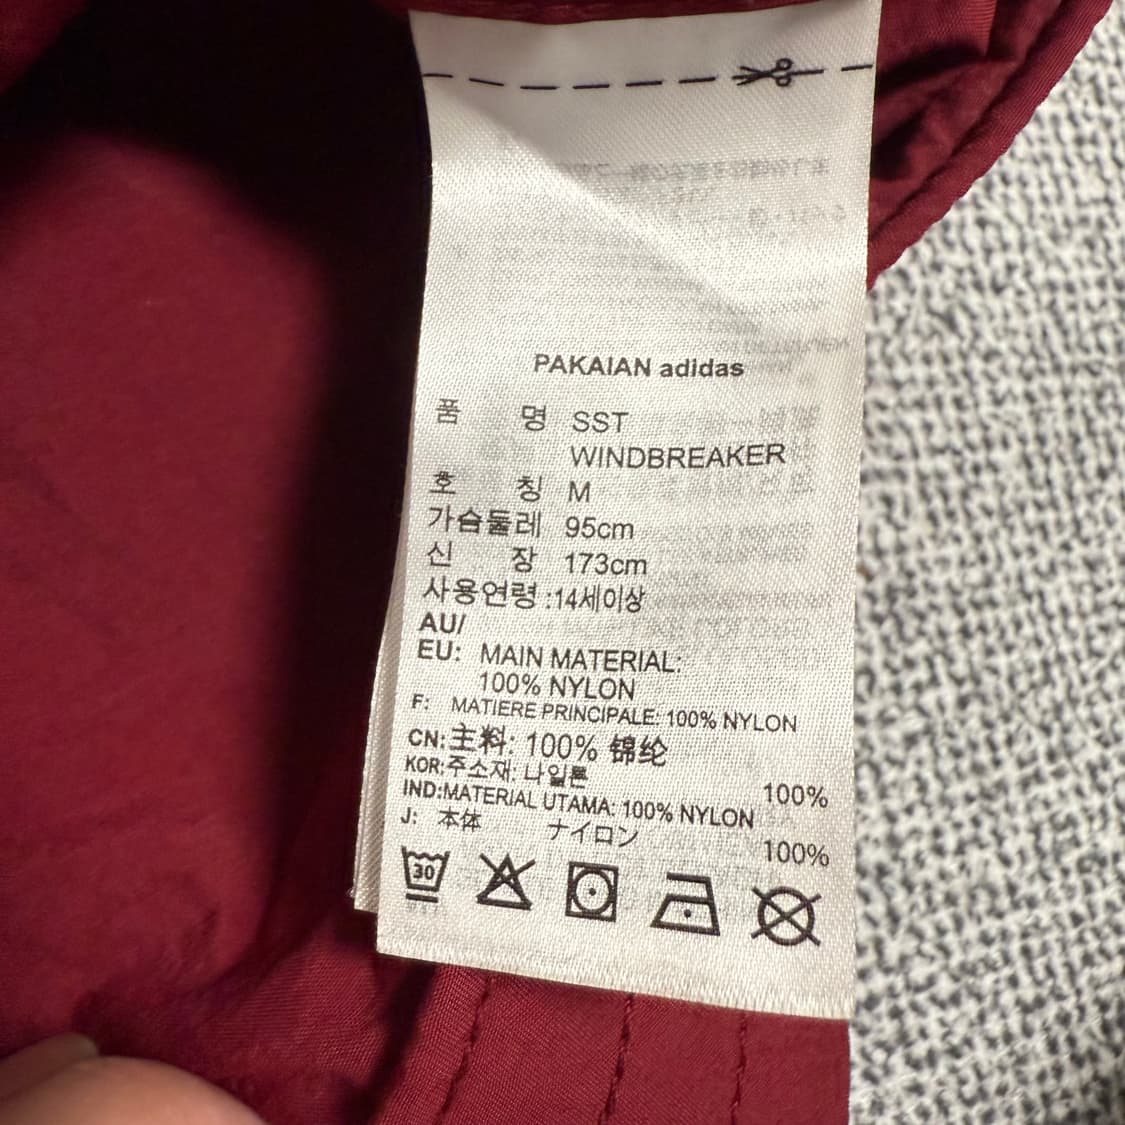 PAKAIAN adidas
품 명 SST
WINDBREAKER
호 칭 M
가슴둘레 95cm
신 장 173cm
사용연령 :14세이상
AU/
EU: MAIN MATERIAL:
100% NYLON
F: MATIERE PRINCIPALE: 100% NYLON
CN:主料: 100% 锦纶
KOR:주소재: 나일론 100%
IND:MATERIAL UTAMA: 100% NYLON
J: 本体 ナイロン 100%
30